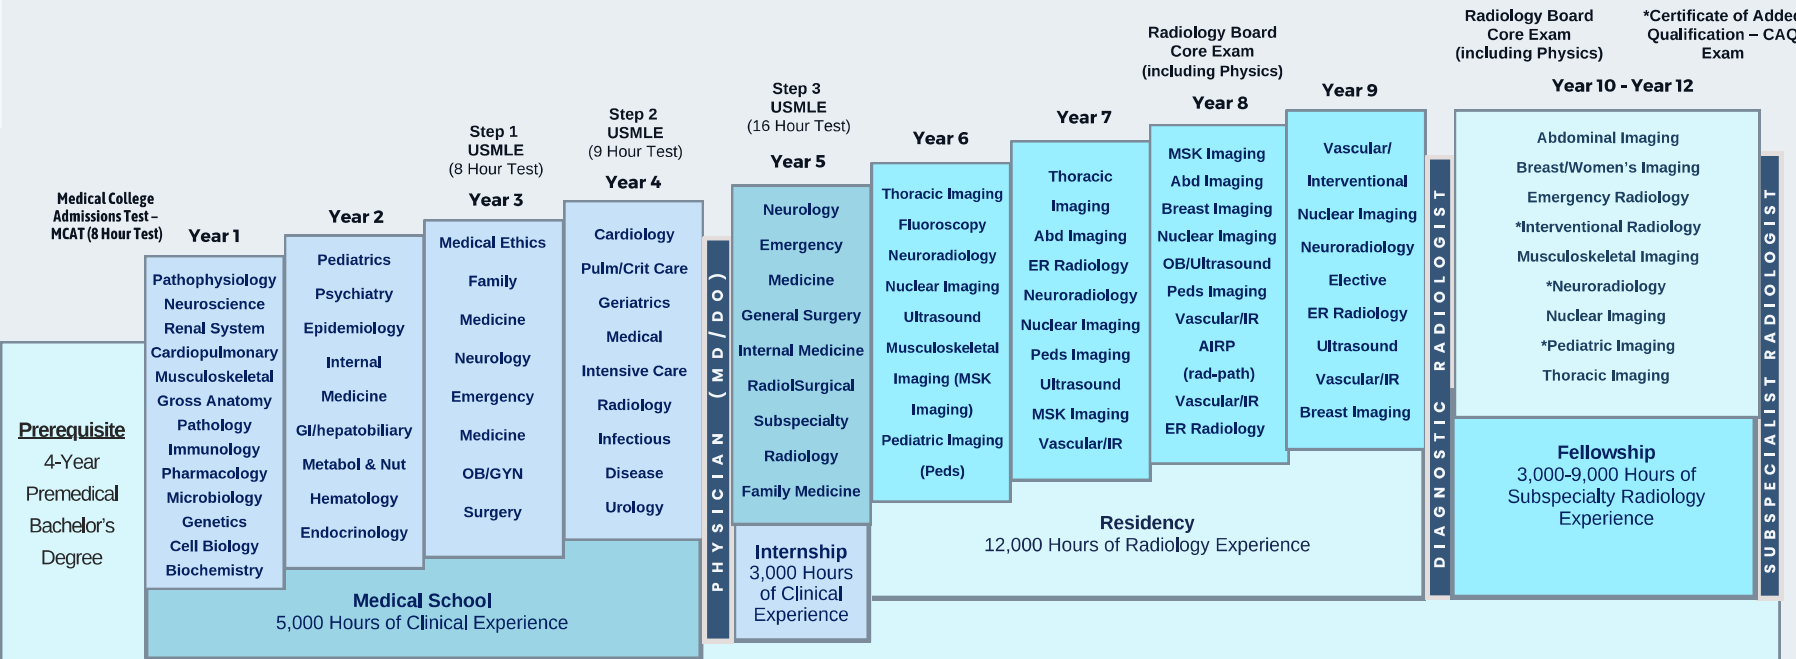 Prerequisite
4-Year
Premedical
Bachelor's
Degree
Medical College
Admissions Test –
MCAT (8 Hour Test)
Year 1
Pathophysiology
Neuroscience
Renal System
Cardiopulmonary
Musculoskeletal
Gross Anatomy
Pathology
Immunology
Pharmacology
Microbiology
Genetics
Cell Biology
Biochemistry
Year 2
Pediatrics
Psychiatry
Epidemiology
Internal
Medicine
GI/hepatobiliary
Metabol & Nut
Hematology
Endocrinology
Step 1
USMLE
(8 Hour Test)
Year 3
Medical Ethics
Family
Medicine
Neurology
Emergency
Medicine
OB/GYN
Surgery
Step 2
USMLE
(9 Hour Test)
Year 4
Cardiology
Pulm/Crit Care
Geriatrics
Medical
Intensive Care
Radiology
Infectious
Disease
Urology
Medical School
5,000 Hours of Clinical Experience
PHYSICIAN (MD/DO)
Step 3
USMLE
(16 Hour Test)
Year 5
Neurology
Emergency
Medicine
General Surgery
Internal Medicine
RadiolSurgical
Subspecialty
Radiology
Family Medicine
Internship
3,000 Hours
of Clinical
Experience
Year 6
Thoracic Imaging
Fluoroscopy
Neuroradiology
Nuclear Imaging
Ultrasound
Musculoskeletal
Imaging (MSK
Imaging)
Pediatric Imaging
(Peds)
Year 7
Thoracic
Imaging
Abd Imaging
ER Radiology
Neuroradiology
Nuclear Imaging
Peds Imaging
Ultrasound
MSK Imaging
Vascular/IR
Radiology Board
Core Exam
(including Physics)
Year 8
MSK Imaging
Abd Imaging
Breast Imaging
Nuclear Imaging
OB/Ultrasound
Peds Imaging
Vascular/IR
AIRP
(rad-path)
Vascular/IR
ER Radiology
Year 9
Vascular/
Interventional
Nuclear Imaging
Neuroradiology
Elective
ER Radiology
Ultrasound
Vascular/IR
Breast Imaging
Residency
12,000 Hours of Radiology Experience
DIAGNOSTIC RADIOLOGIST
Radiology Board
Core Exam
(including Physics)
*Certificate of Added
Qualification – CAQ
Exam
Year 10 - Year 12
Abdominal Imaging
Breast/Women's Imaging
Emergency Radiology
*Interventional Radiology
Musculoskeletal Imaging
*Neuroradiology
Nuclear Imaging
*Pediatric Imaging
Thoracic Imaging
Fellowship
3,000-9,000 Hours of
Subspecialty Radiology
Experience
SUBSPECIALIST RADIOLOGIST